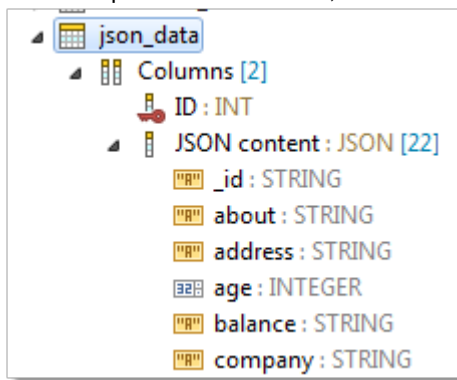 json_data
Columns [2]
ID : INT
JSON content : JSON [22]
"A" _id : STRING
"A" about : STRING
"A" address : STRING
32 age : INTEGER
"A" balance : STRING
"A" company : STRING